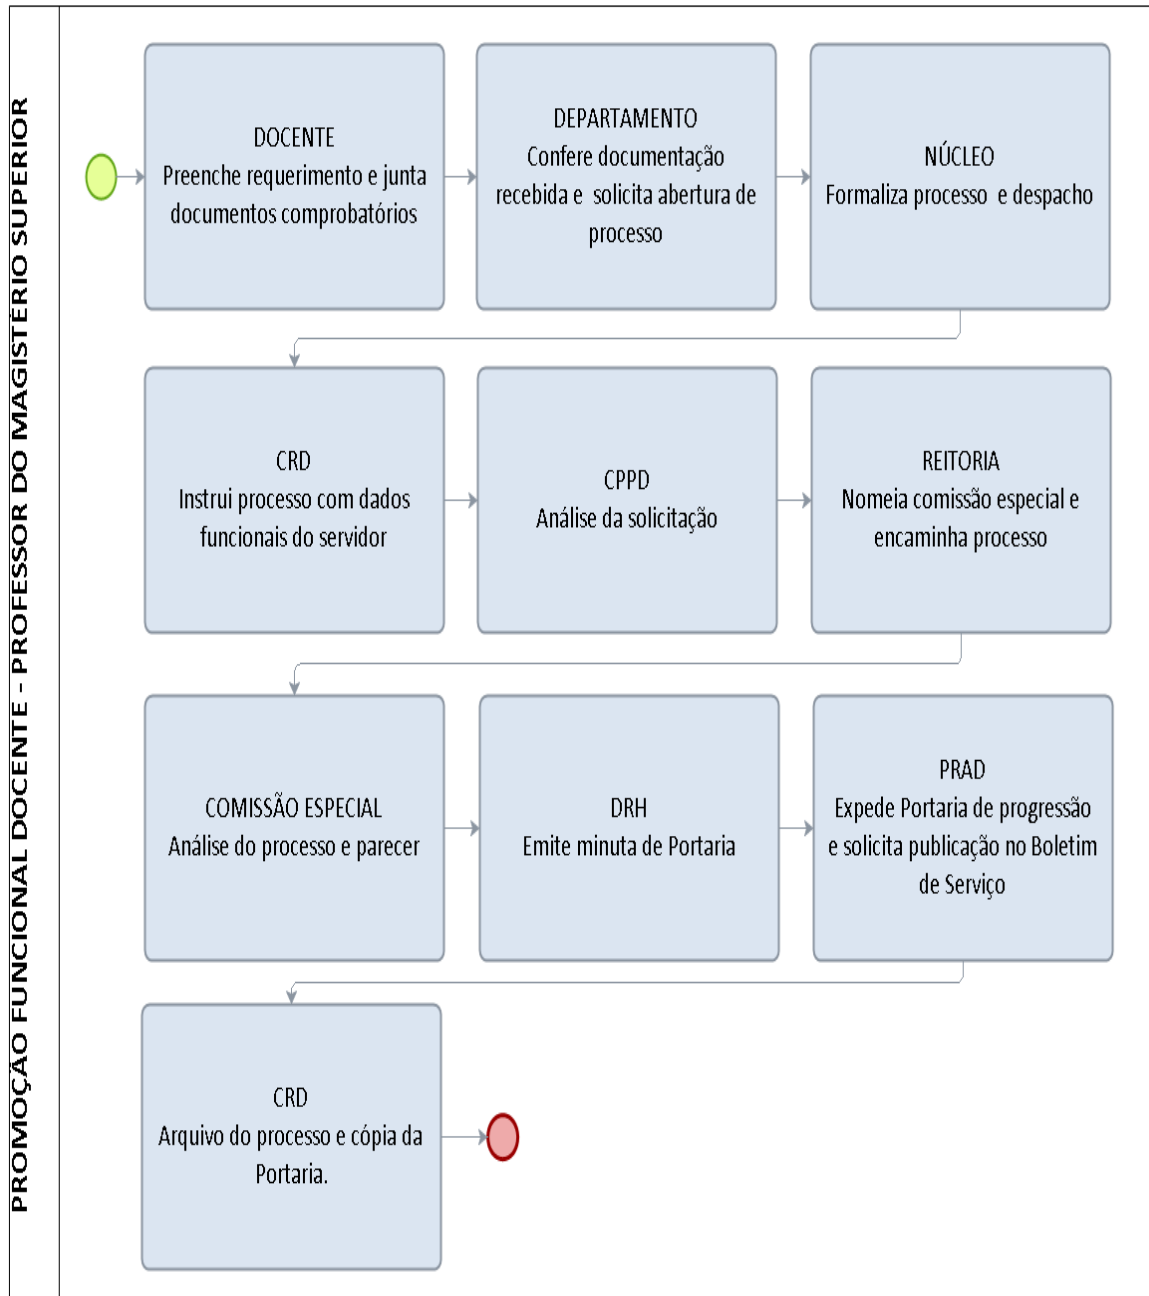 PROMOÇÃO FUNCIONAL DOCENTE - PROFESSOR DO MAGISTÉRIO SUPERIOR
DOCENTE
Preenche requerimento e junta
documentos comprobatórios
DEPARTAMENTO
Confere documentação
recebida e solicita abertura de
processo
NÚCLEO
Formaliza processo e despacho
CRD
Instrui processo com dados
funcionais do servidor
CPPD
Análise da solicitação
REITORIA
Nomeia comissão especial e
encaminha processo
COMISSÃO ESPECIAL
Análise do processo e parecer
DRH
Emite minuta de Portaria
PRAD
Expede Portaria de progressão
e solicita publicação no Boletim
de Serviço
CRD
Arquivo do processo e cópia da
Portaria.